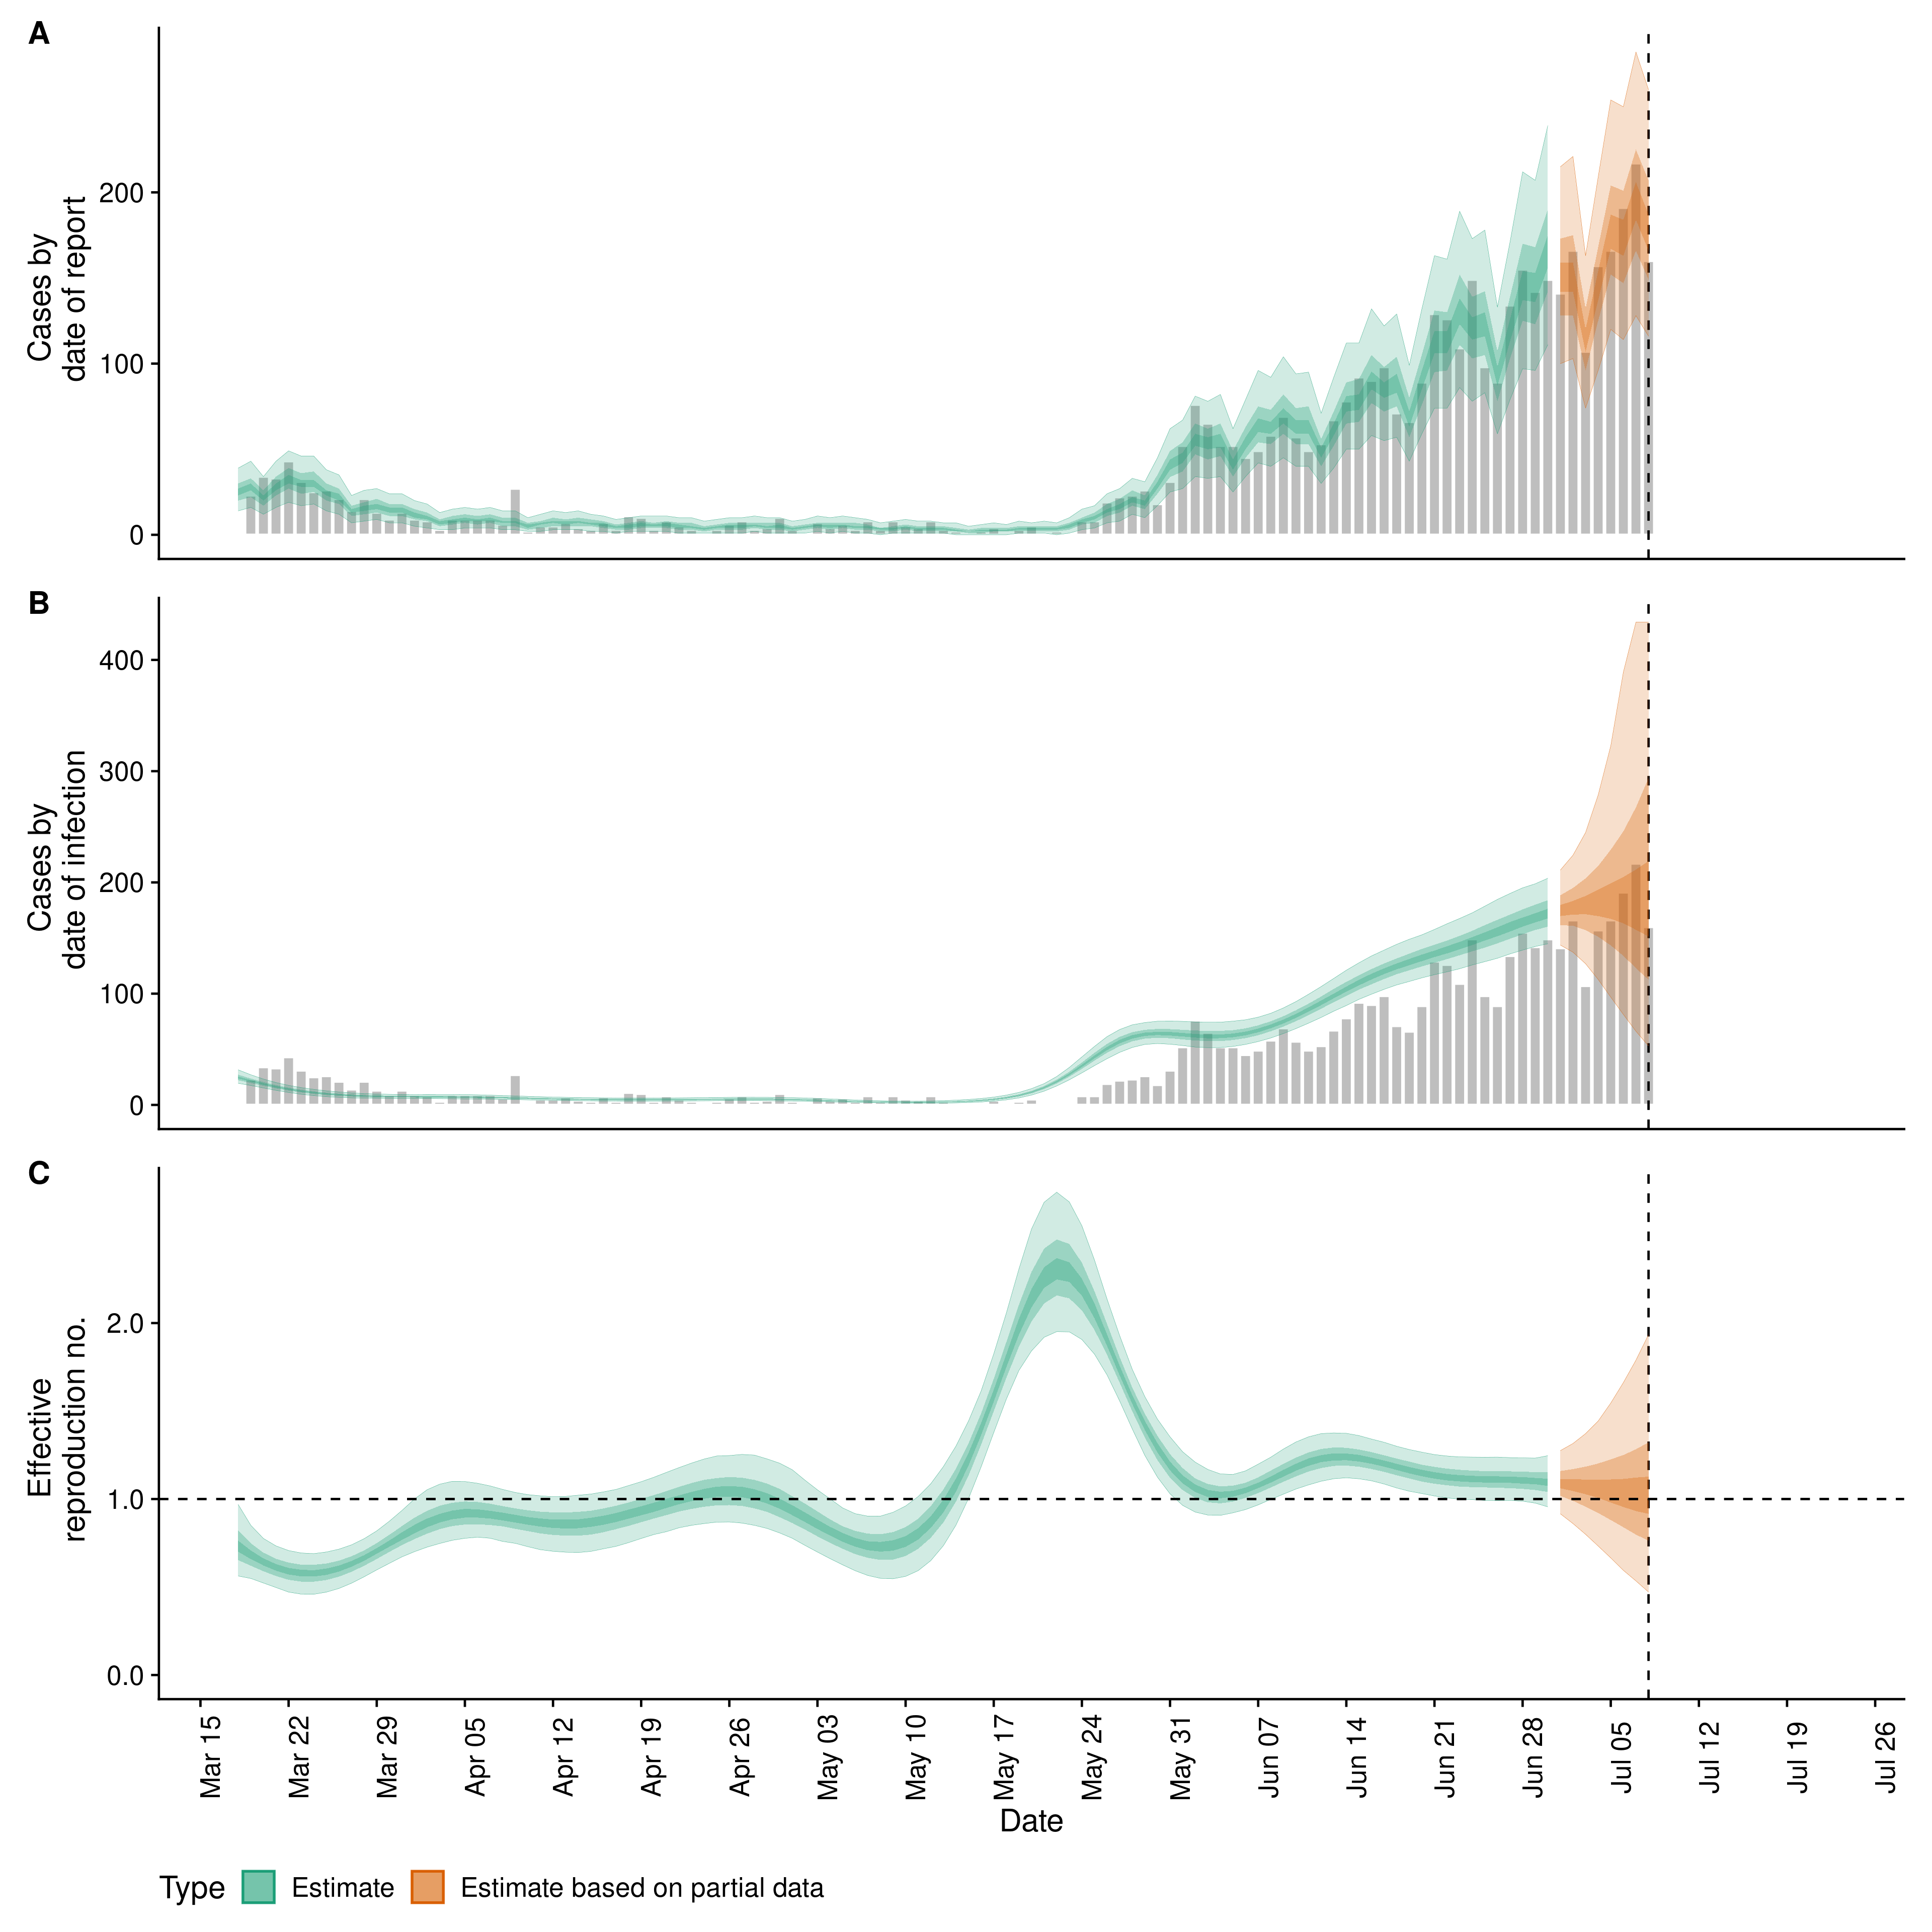 A
Cases by
date of report
200
100
0
B
Cases by
date of infection
400
300
200
100
0
C
Effective
reproduction no.
2.0
1.0
0.0
Mar 15
Mar 22
Mar 29
Apr 05
Apr 12
Apr 19
Apr 26
May 03
May 10
May 17
May 24
May 31
Jun 07
Jun 14
Jun 21
Jun 28
Jul 05
Jul 12
Jul 19
Jul 26
Date
Type Estimate Estimate based on partial data